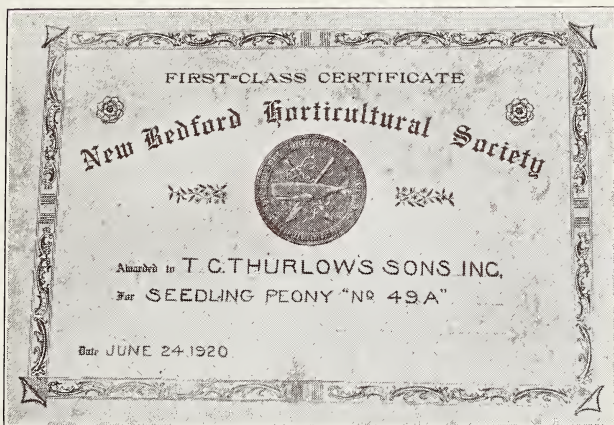 FIRST-CLASS CERTIFICATE
New Bedford Horticultural Society
Awarded to T.C.THURLOW'S SONS INC,
For SEEDLING PEONY "No 49.A"
Date JUNE 24,1920